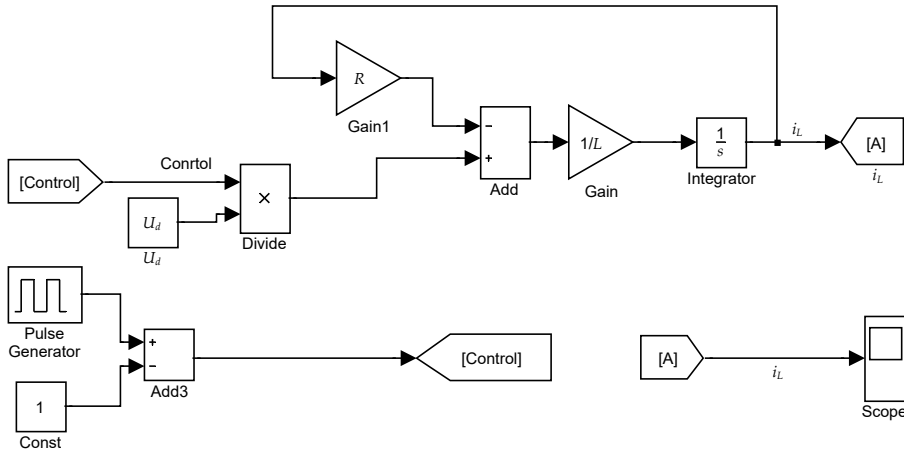 R
Gain1
−
+
Add
1/L
Gain
1
s
Integrator
i_L
[A]
i_L
[Control]
Conrtol
×
Divide
U_d
U_d
Pulse
Generator
+
−
Add3
1
Const
[Control]
[A]
i_L
Scope